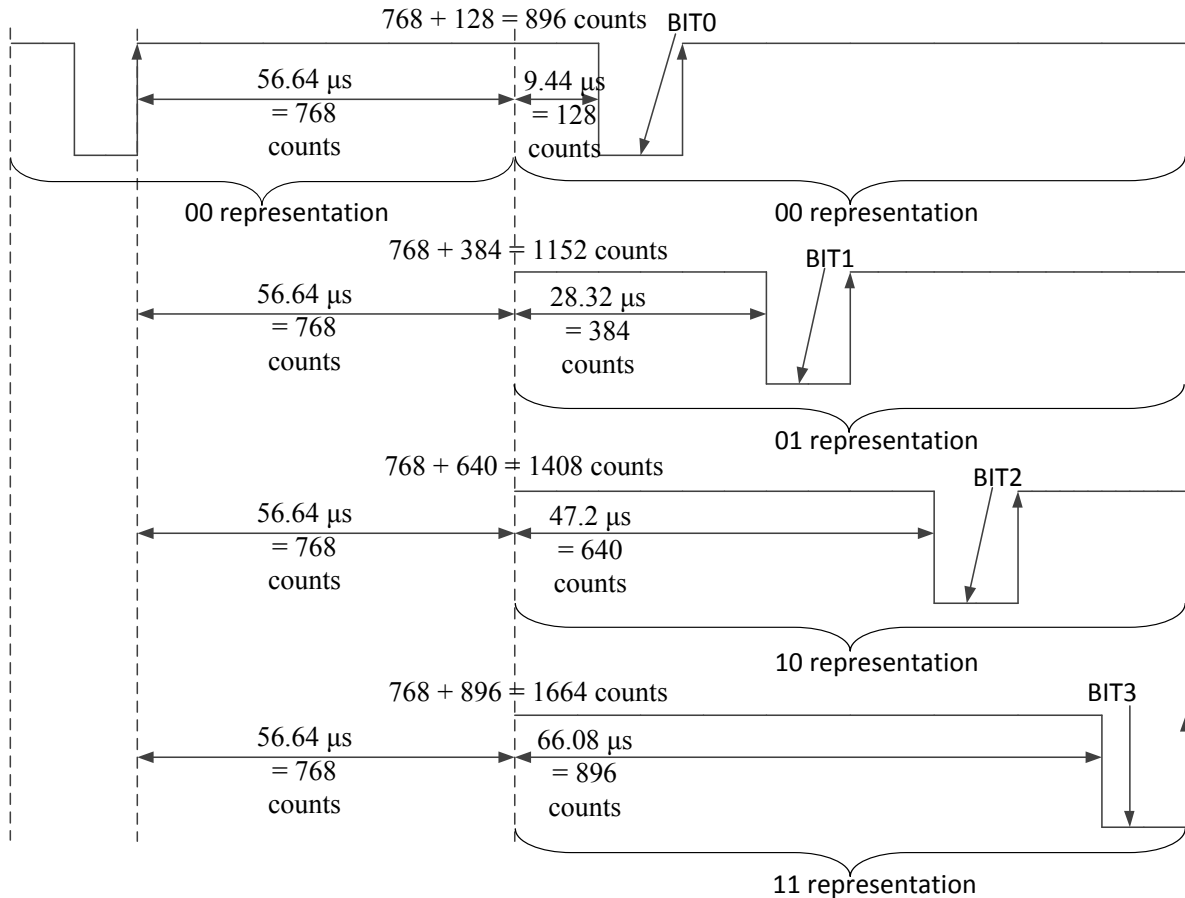 768 + 128 = 896 counts
BIT0
56.64 μs
= 768
counts
9.44 μs
= 128
counts
00 representation
00 representation
768 + 384 = 1152 counts
BIT1
56.64 μs
= 768
counts
28.32 μs
= 384
counts
01 representation
768 + 640 = 1408 counts
BIT2
56.64 μs
= 768
counts
47.2 μs
= 640
counts
10 representation
768 + 896 = 1664 counts
BIT3
56.64 μs
= 768
counts
66.08 μs
= 896
counts
11 representation